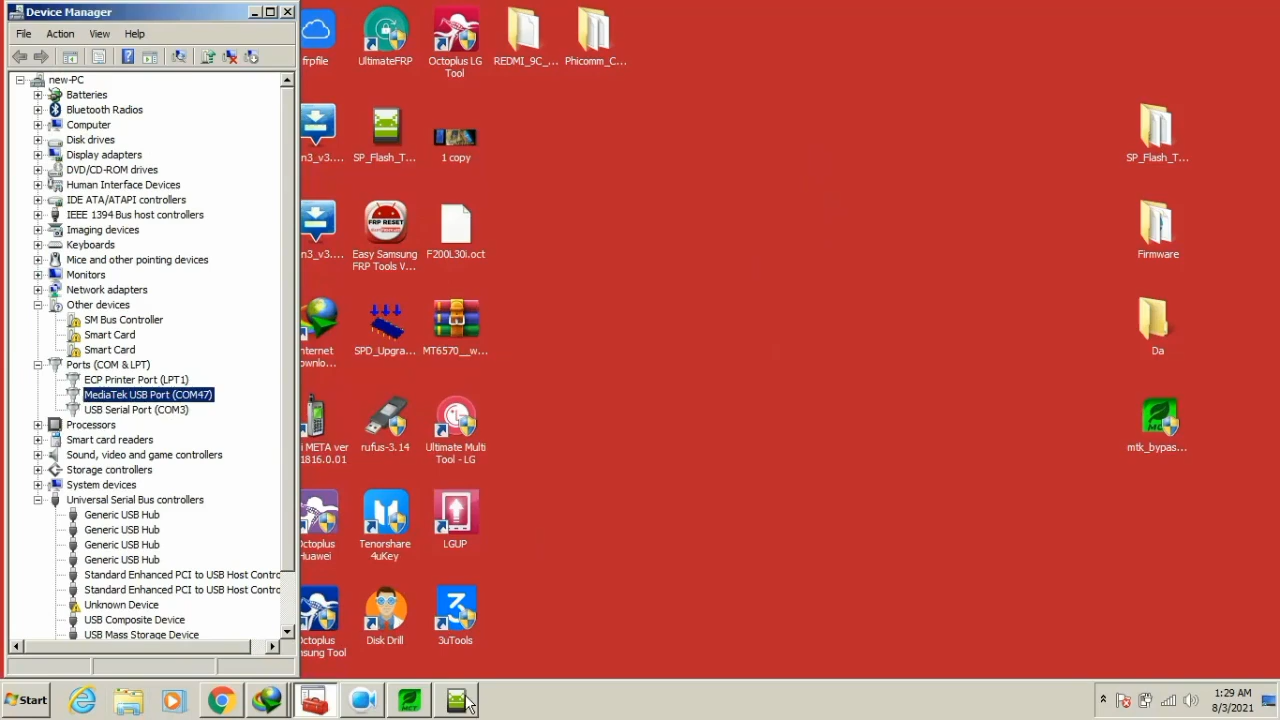 Device Manager
File Action View Help
new-PC
Batteries
Bluetooth Radios
Computer
Disk drives
Display adapters
DVD/CD-ROM drives
Human Interface Devices
IDE ATA/ATAPI controllers
IEEE 1394 Bus host controllers
Imaging devices
Keyboards
Mice and other pointing devices
Monitors
Network adapters
Other devices
SM Bus Controller
Smart Card
Smart Card
Ports (COM & LPT)
ECP Printer Port (LPT1)
MediaTek USB Port (COM47)
USB Serial Port (COM3)
Processors
Smart card readers
Sound, video and game controllers
Storage controllers
System devices
Universal Serial Bus controllers
Generic USB Hub
Generic USB Hub
Generic USB Hub
Generic USB Hub
Standard Enhanced PCI to USB Host Contro
Standard Enhanced PCI to USB Host Contro
Unknown Device
USB Composite Device
USB Mass Storage Device
frpfile
UltimateFRP
Octoplus LG
Tool
REDMI_9C_...
Phicomm_C...
n3_v3....
SP_Flash_T...
1 copy
SP_Flash_T...
n3_v3....
FRP RESET
Easy Samsung
FRP Tools V...
F200L30i.oct
Firmware
nternet
ownlo...
SPD_Upgra...
MT6570__w...
Da
i META ver
1816.0.01
rufus-3.14
Ultimate Multi
Tool - LG
MCT
mtk_bypas...
Octoplus
Huawei
Tenorshare
4uKey
LGUP
Octoplus
msung Tool
Disk Drill
3uTools
Start
MCT
1:29 AM
8/3/2021